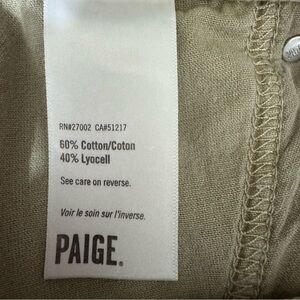 RN#27002 CA#51217
60% Cotton/Coton
40% Lyocell
See care on reverse.
Voir le soin sur l'inverse.
PAIGE.